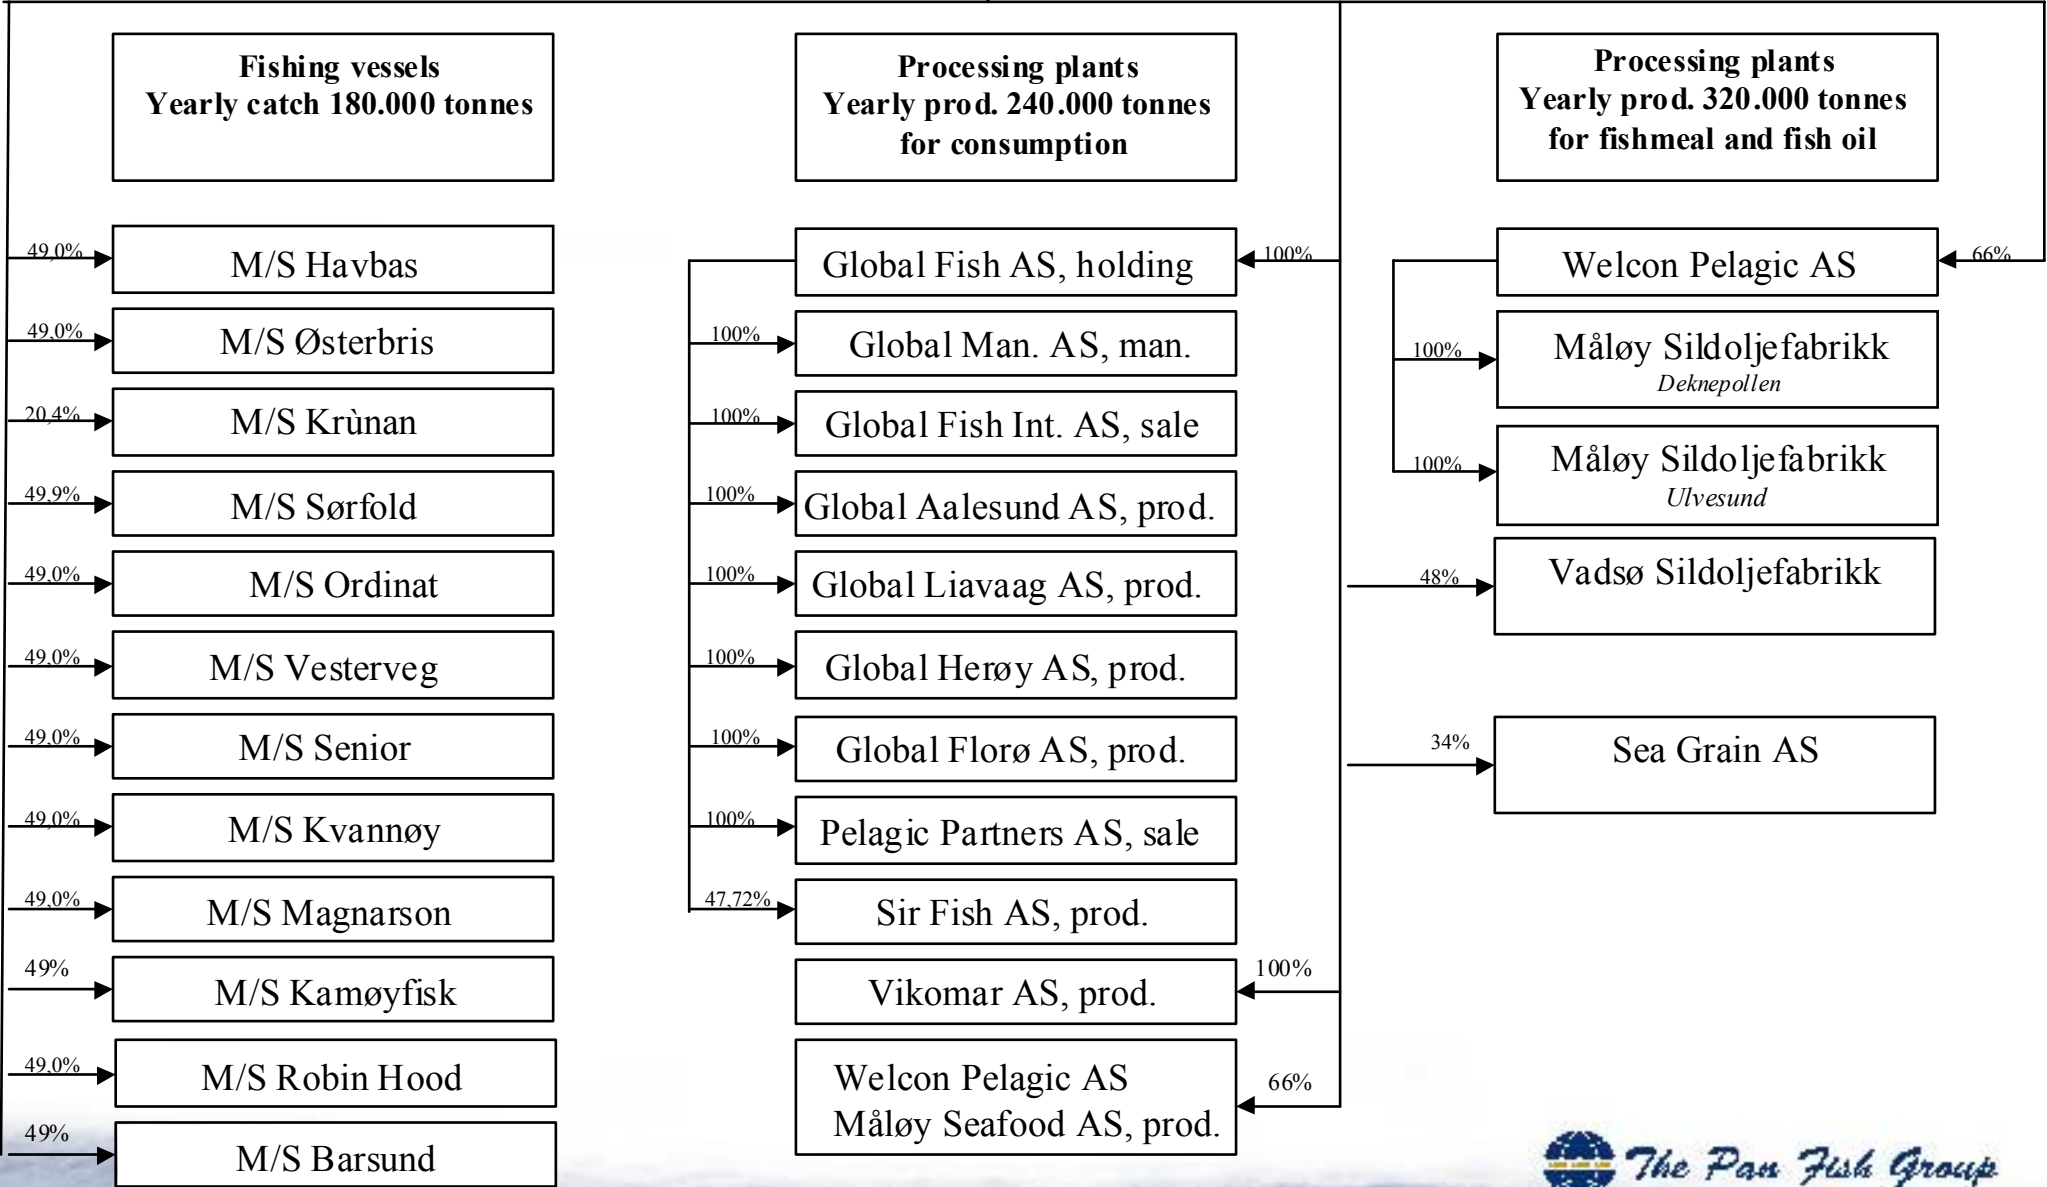 Fishing vessels
Yearly catch 180.000 tonnes
49,0%
M/S Havbas
49,0%
M/S Østerbris
20,4%
M/S Krùnan
49,9%
M/S Sørfold
49,0%
M/S Ordinat
49,0%
M/S Vesterveg
49,0%
M/S Senior
49,0%
M/S Kvannøy
49,0%
M/S Magnarson
49%
M/S Kamøyfisk
49,0%
M/S Robin Hood
49%
M/S Barsund
Processing plants
Yearly prod. 240.000 tonnes
for consumption
Global Fish AS, holding
100%
100%
Global Man. AS, man.
100%
Global Fish Int. AS, sale
100%
Global Aalesund AS, prod.
100%
Global Liavaag AS, prod.
100%
Global Herøy AS, prod.
100%
Global Florø AS, prod.
100%
Pelagic Partners AS, sale
47,72%
Sir Fish AS, prod.
Vikomar AS, prod.
100%
Welcon Pelagic AS
Måløy Seafood AS, prod.
66%
Processing plants
Yearly prod. 320.000 tonnes
for fishmeal and fish oil
Welcon Pelagic AS
66%
100%
Måløy Sildoljefabrikk
Deknepollen
100%
Måløy Sildoljefabrikk
Ulvesund
48%
Vadsø Sildoljefabrikk
34%
Sea Grain AS
The Pan Fish Group